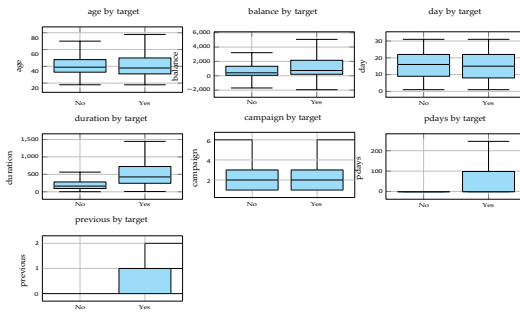 age by target
80
60
40
20
age
No
Yes
balance by target
6,000
4,000
2,000
0
−2,000
balance
No
Yes
day by target
30
20
10
0
day
No
Yes
duration by target
1,500
1,000
500
0
duration
No
Yes
campaign by target
6
4
2
campaign
No
Yes
pdays by target
200
100
0
pdays
No
Yes
previous by target
2
1
0
previous
No
Yes